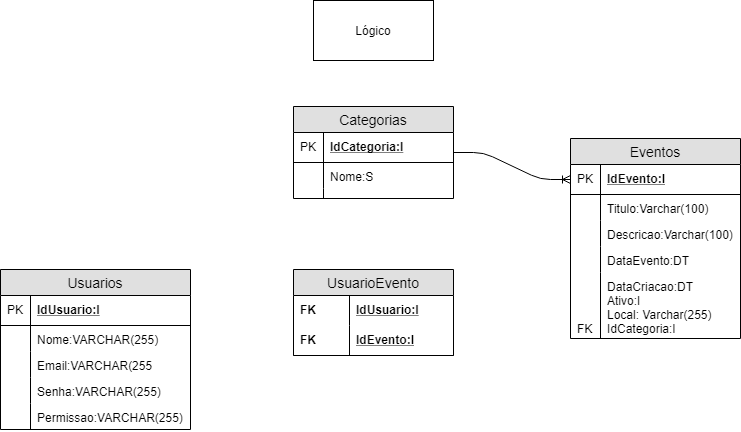 Lógico
Categorias
PK IdCategoria:I
Nome:S
Eventos
PK IdEvento:I
Titulo:Varchar(100)
Descricao:Varchar(100)
DataEvento:DT
DataCriacao:DT
Ativo:I
Local: Varchar(255)
FK IdCategoria:I
Usuarios
PK IdUsuario:I
Nome:VARCHAR(255)
Email:VARCHAR(255
Senha:VARCHAR(255)
Permissao:VARCHAR(255)
UsuarioEvento
FK IdUsuario:I
FK IdEvento:I